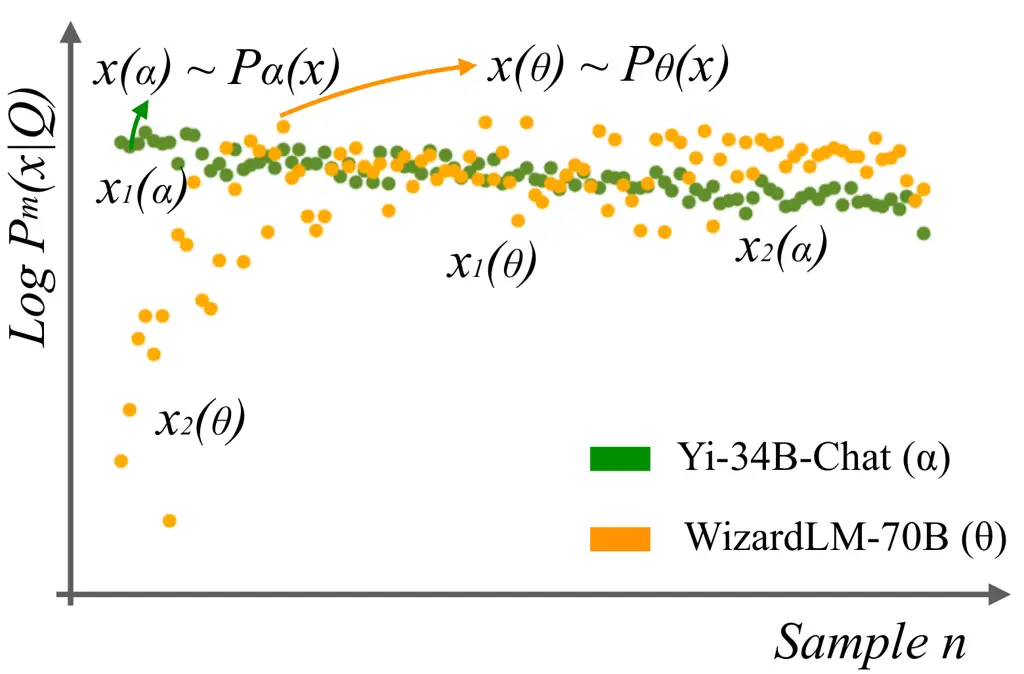 x(α) ~ Pα(x)
x(θ) ~ Pθ(x)
Log Pm(x|Q)
x1(α)
x1(θ)
x2(α)
x2(θ)
Yi-34B-Chat (α)
WizardLM-70B (θ)
Sample n